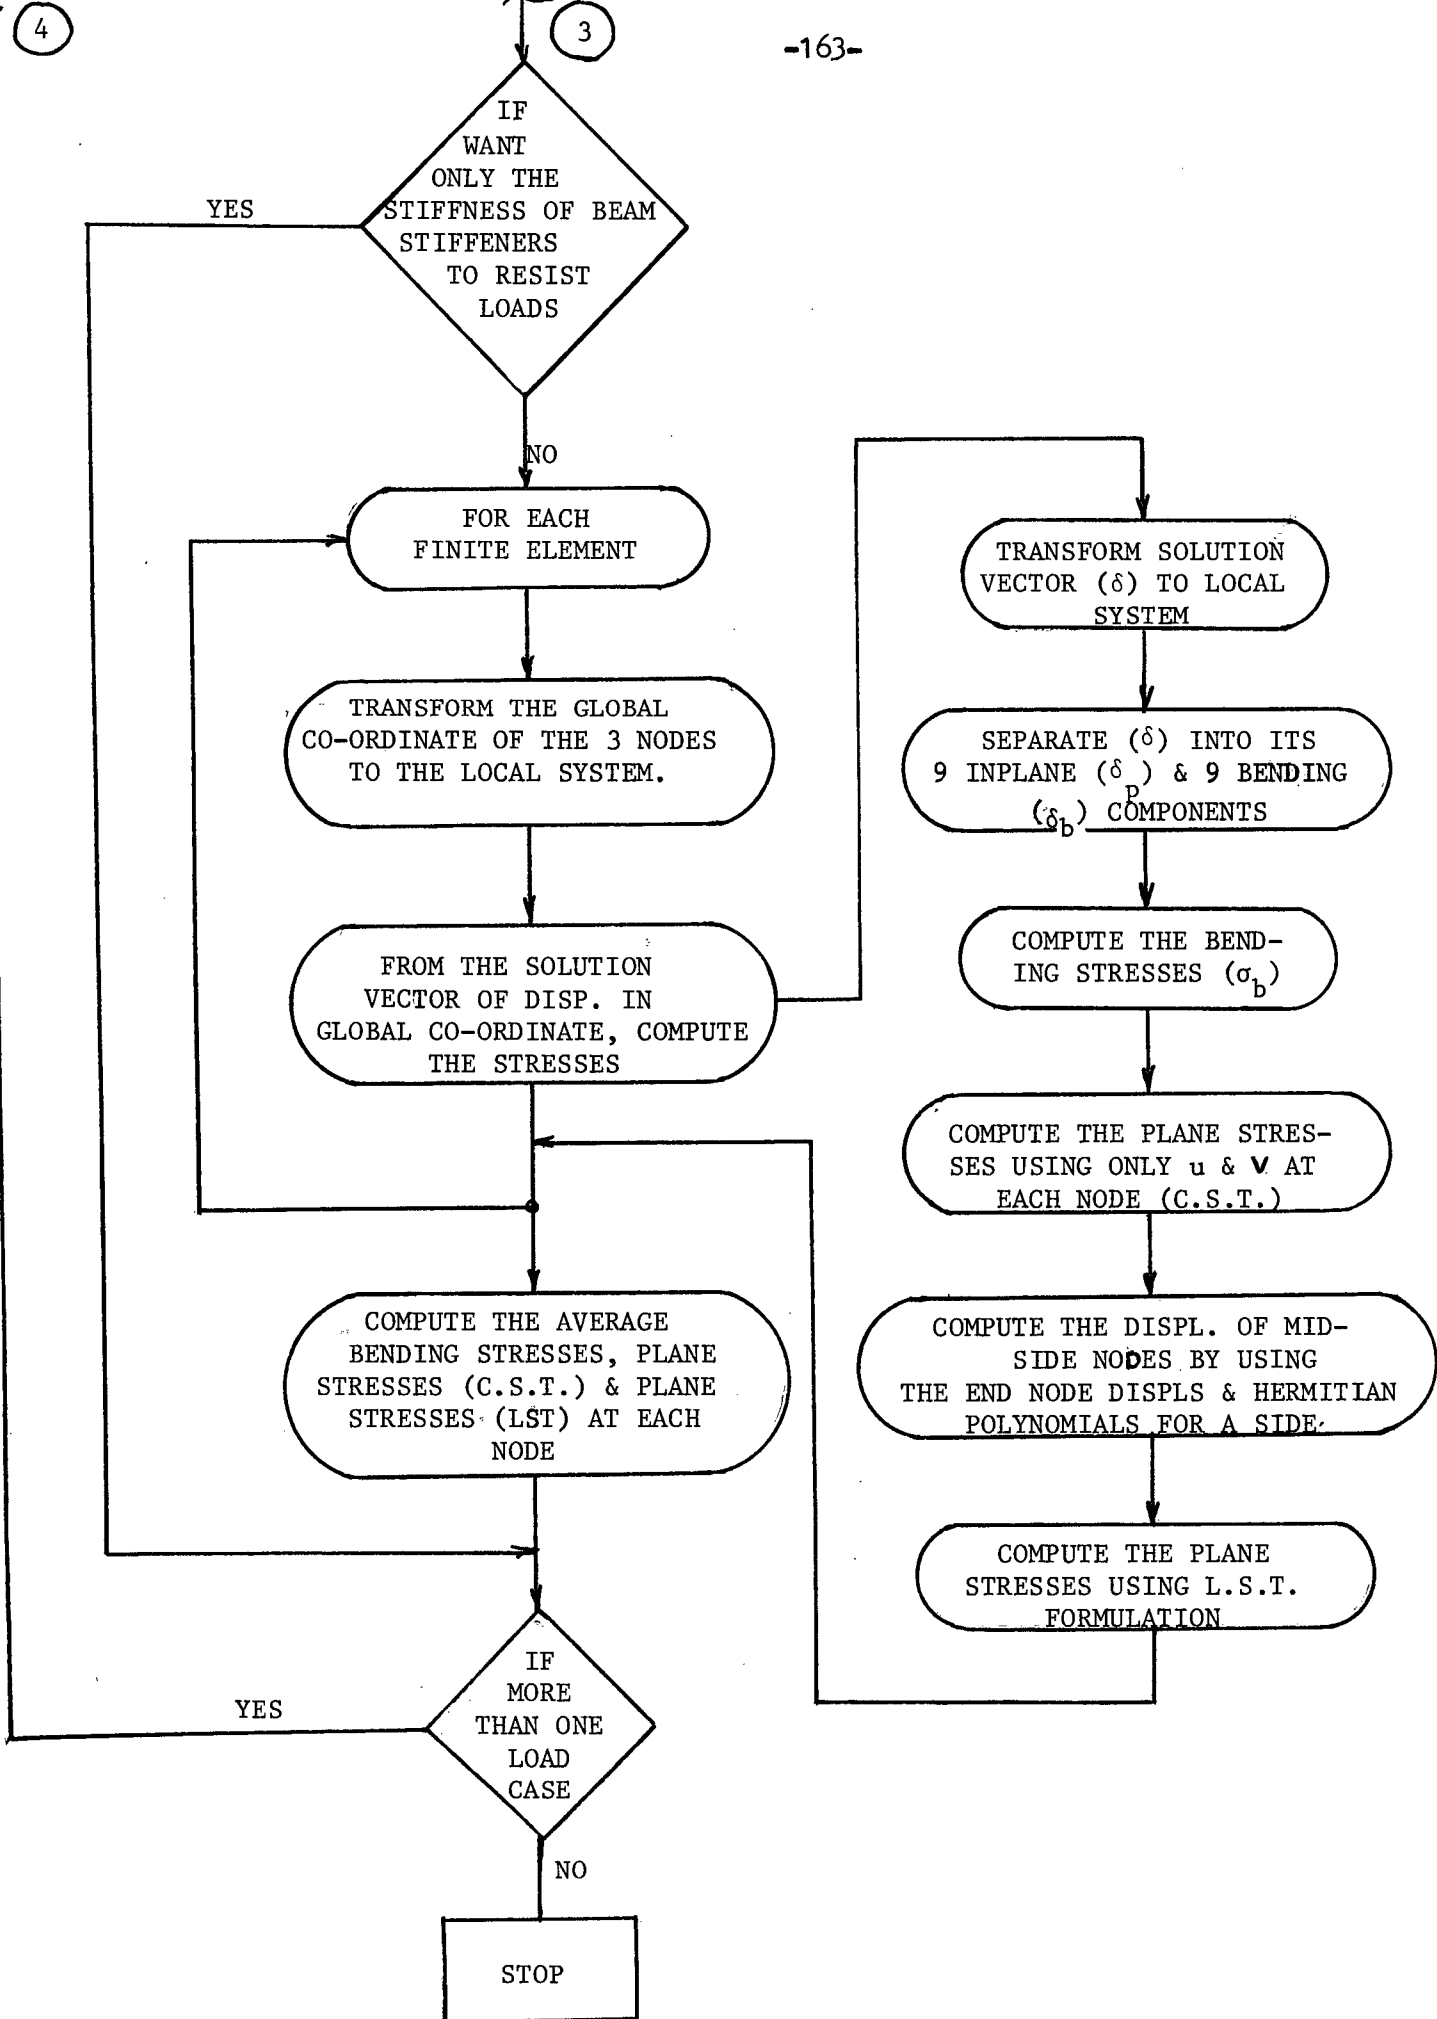 4
3
-163-
IF
WANT
ONLY THE
STIFFNESS OF BEAM
STIFFENERS
TO RESIST
LOADS
YES
NO
FOR EACH
FINITE ELEMENT
TRANSFORM THE GLOBAL
CO-ORDINATE OF THE 3 NODES
TO THE LOCAL SYSTEM.
FROM THE SOLUTION
VECTOR OF DISP. IN
GLOBAL CO-ORDINATE, COMPUTE
THE STRESSES
TRANSFORM SOLUTION
VECTOR (δ) TO LOCAL
SYSTEM
SEPARATE (δ) INTO ITS
9 INPLANE (δp) & 9 BENDING
(δb) COMPONENTS
COMPUTE THE BEND-
ING STRESSES (σb)
COMPUTE THE PLANE STRES-
SES USING ONLY u & V AT
EACH NODE (C.S.T.)
COMPUTE THE DISPL. OF MID-
SIDE NODES BY USING
THE END NODE DISPLS & HERMITIAN
POLYNOMIALS FOR A SIDE.
COMPUTE THE PLANE
STRESSES USING L.S.T.
FORMULATION
COMPUTE THE AVERAGE
BENDING STRESSES, PLANE
STRESSES (C.S.T.) & PLANE
STRESSES (LST) AT EACH
NODE
IF
MORE
THAN ONE
LOAD
CASE
YES
NO
STOP